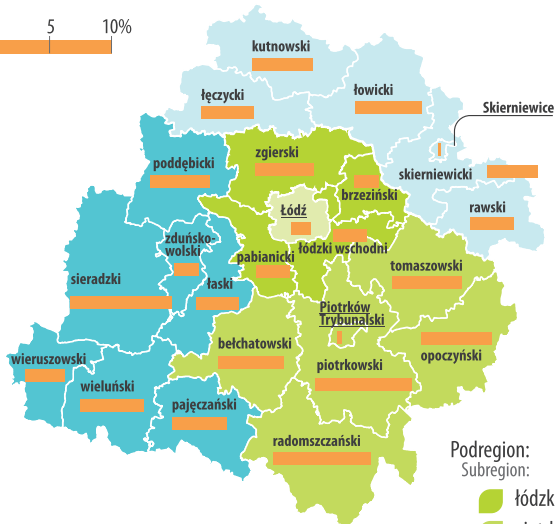 5 10%
kutnowski
łęczycki
łowicki
Skierniewice
zgierski
poddębicki
skierniewicki
brzeziński
rawski
Łódź
zduńsko-
wolski
pabianicki
łódzki wschodni
tomaszowski
sieradzki
łaski
Piotrków
Trybunalski
bełchatowski
opoczyński
wieruszowski
piotrkowski
wieluński
pajęczański
radomszczański
Podregion:
Subregion:
łódzk